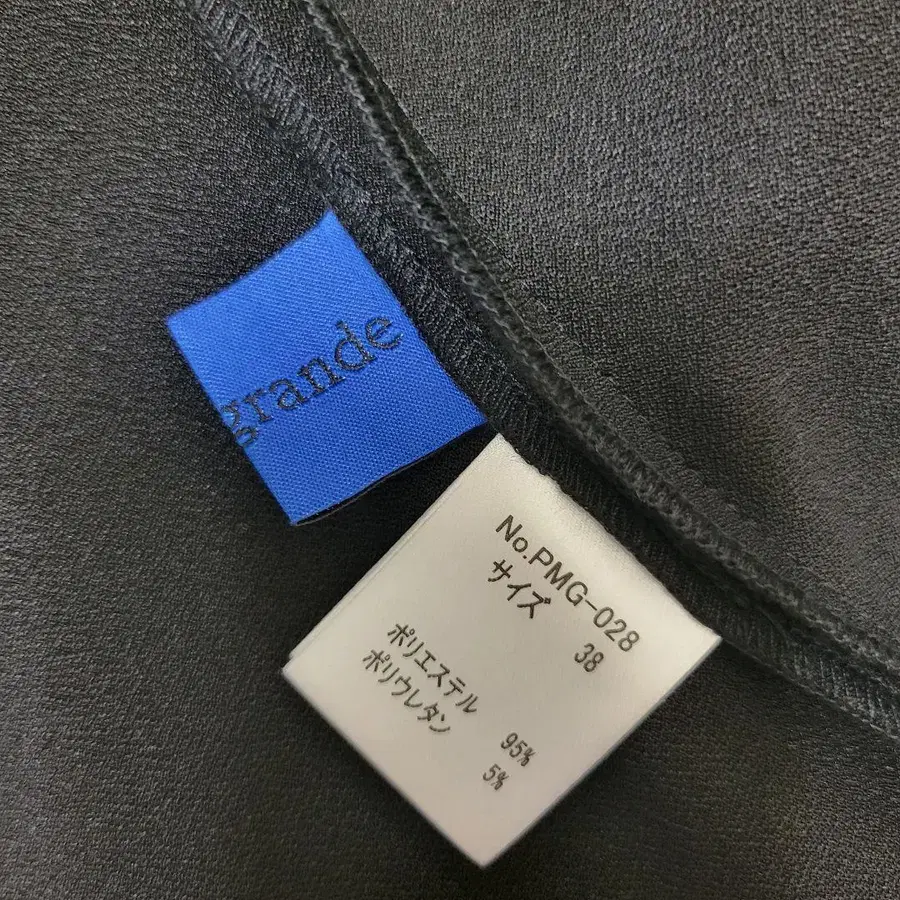 grande
No.PMG-028
サイズ 38
ポリエステル 95%
ポリウレタン 5%